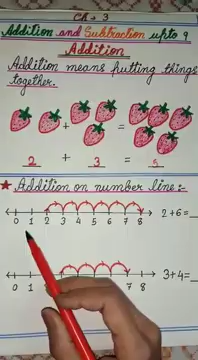 Ch - 3
Addition and Subtraction upto 9
Addition
Addition means putting things
together.
+ =
2 + 3 = 5
★ Addition on number line:-
0 1 2 3 4 5 6 7 8 2+6=_
0 1 7 8 3+4=_